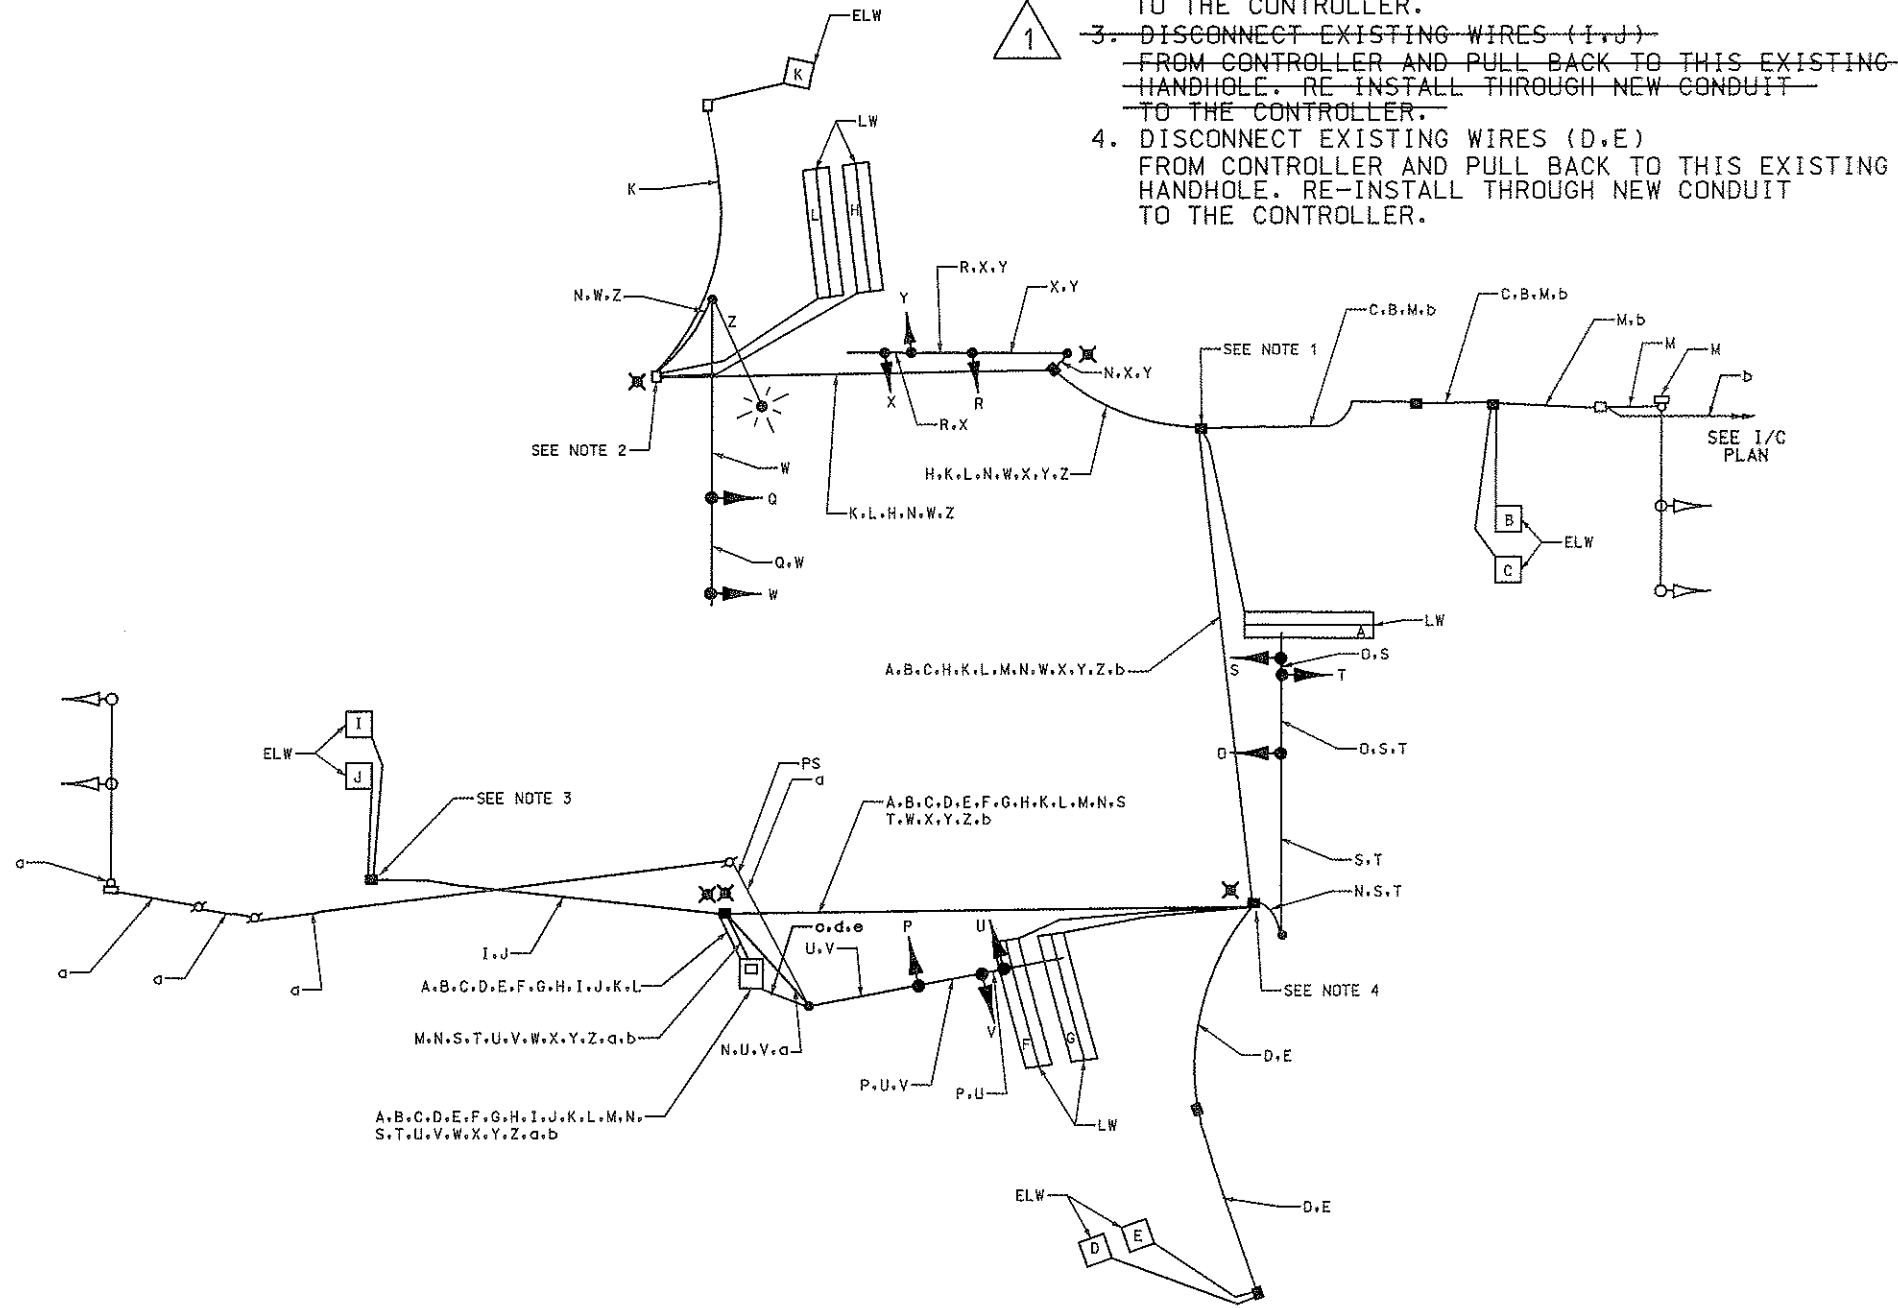 TO THE CONTROLLER.
1
3. DISCONNECT EXISTING WIRES (I,J)
FROM CONTROLLER AND PULL BACK TO THIS EXISTING
HANDHOLE. RE-INSTALL THROUGH NEW CONDUIT
TO THE CONTROLLER.
4. DISCONNECT EXISTING WIRES (D,E)
FROM CONTROLLER AND PULL BACK TO THIS EXISTING
HANDHOLE. RE-INSTALL THROUGH NEW CONDUIT
TO THE CONTROLLER.
ELW
K
LW
K
L
H
N,W,Z
Z
R,X,Y
Y
X,Y
C,B,M,b
C,B,M,b
M,b
M
M
b
SEE NOTE 1
N,X,Y
X
R
R,X
SEE I/C
PLAN
SEE NOTE 2
W
H,K,L,N,W,X,Y,Z
Q
K,L,H,N,W,Z
B
ELW
C
Q,W
W
LW
A
O,S
A,B,C,H,K,L,M,N,W,X,Y,Z,b
S
T
I
ELW
J
O
O,S,T
PS
a
SEE NOTE 3
A,B,C,D,E,F,G,H,K,L,M,N,S
T,W,X,Y,Z,b
a
S,T
N,S,T
c,d,e
P
U
U,V
I,J
a
a
a
A,B,C,D,E,F,G,H,I,J,K,L
SEE NOTE 4
V
F
G
M,N,S,T,U,V,W,X,Y,Z,a,b
N,U,V,a
D,E
P,U,V
P,U
A,B,C,D,E,F,G,H,I,J,K,L,M,N,
S,T,U,V,W,X,Y,Z,a,b
LW
ELW
D,E
E
D